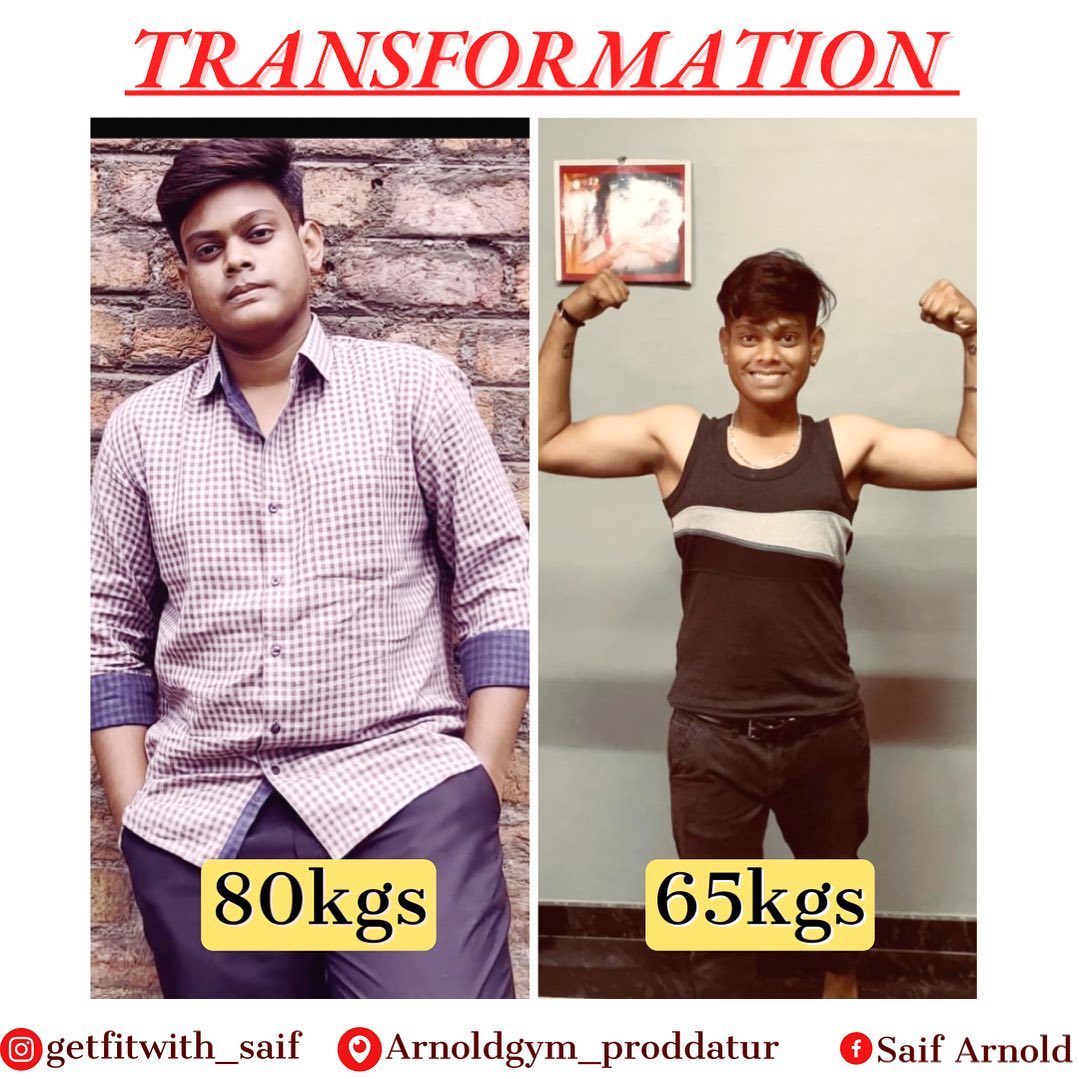 TRANSFORMATION
80kgs
65kgs
getfitwith_saif
Arnoldgym_proddatur
Saif Arnold